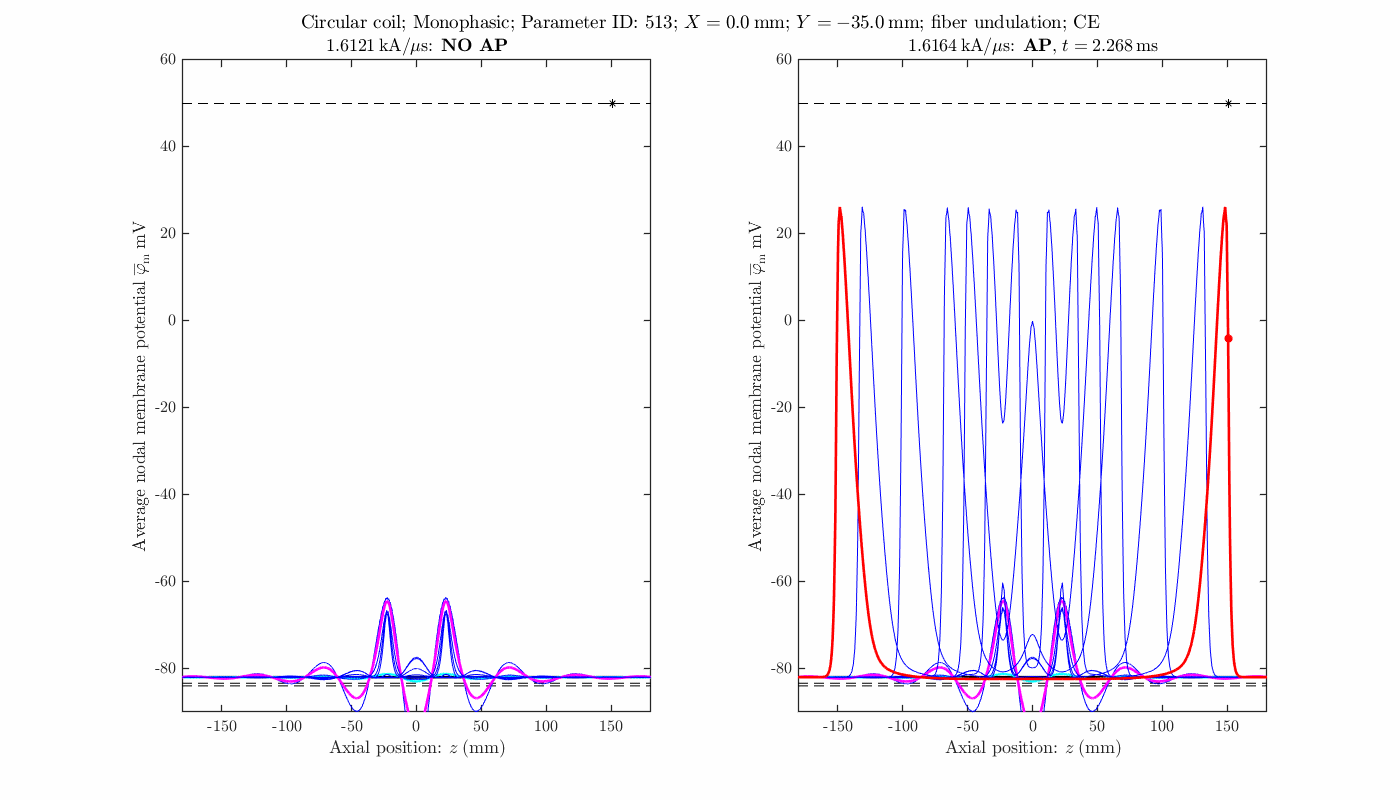 Circular coil; Monophasic; Parameter ID: 513; X = 0.0 mm; Y = −35.0 mm; fiber undulation; CE
1.6121 kA/μs: NO AP
60
40
20
0
-20
-40
-60
-80
Average nodal membrane potential φ̅m mV
-150 -100 -50 0 50 100 150
Axial position: z (mm)
1.6164 kA/μs: AP, t = 2.268 ms
60
40
20
0
-20
-40
-60
-80
Average nodal membrane potential φ̅m mV
-150 -100 -50 0 50 100 150
Axial position: z (mm)